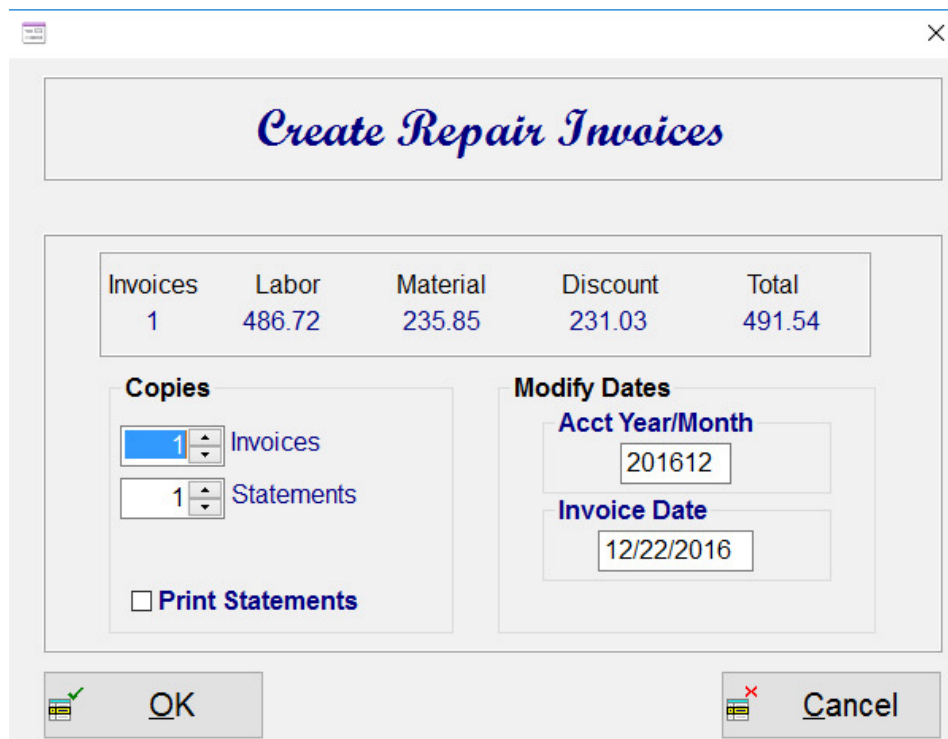 Create Repair Invoices
Invoices Labor Material Discount Total
1 486.72 235.85 231.03 491.54
Copies
1 Invoices
1 Statements
Print Statements
Modify Dates
Acct Year/Month
201612
Invoice Date
12/22/2016
OK
Cancel